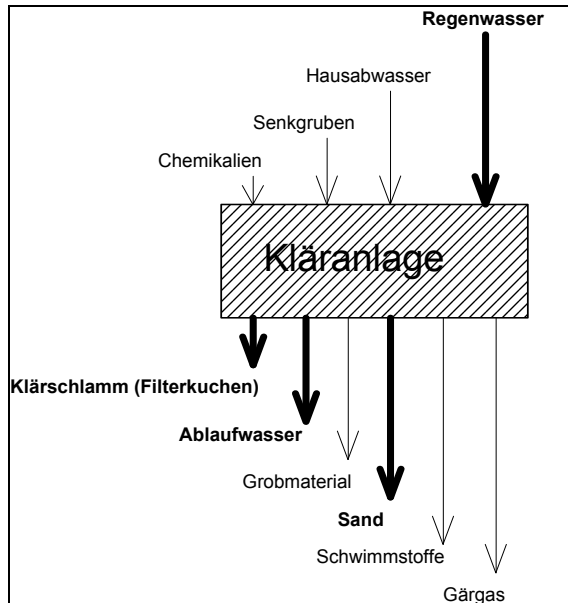 Regenwasser
Hausabwasser
Senkgruben
Chemikalien
Kläranlage
Klärschlamm (Filterkuchen)
Ablaufwasser
Grobmaterial
Sand
Schwimmstoffe
Gärgas